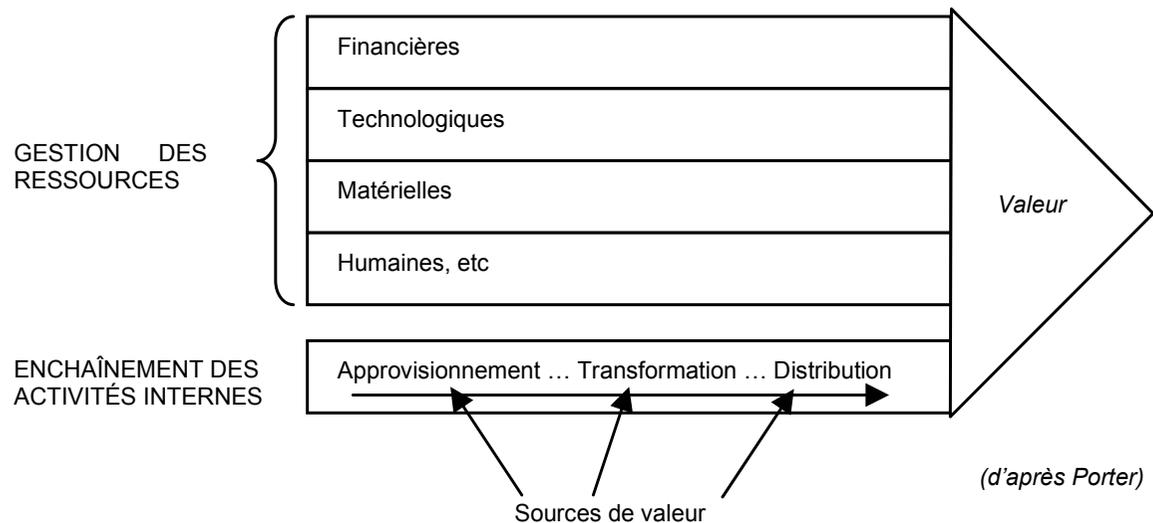 Financières
Technologiques
GESTION DES
RESSOURCES
Matérielles
Valeur
Humaines, etc
ENCHAÎNEMENT DES
ACTIVITÉS INTERNES
Approvisionnement … Transformation … Distribution
(d'après Porter)
Sources de valeur